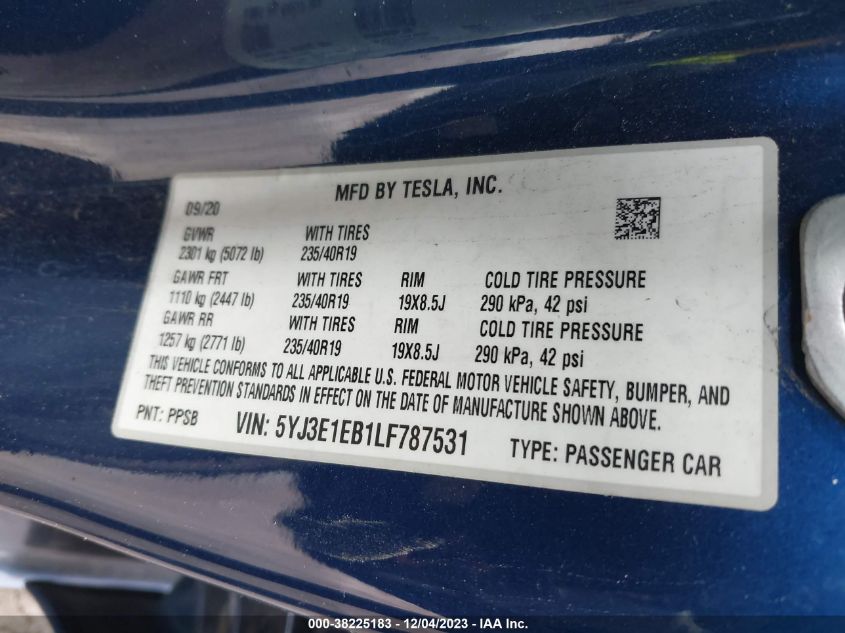 MFD BY TESLA, INC.
09/20
GVWR WITH TIRES
2301 kg (5072 lb) 235/40R19
GAWR FRT WITH TIRES RIM COLD TIRE PRESSURE
1110 kg (2447 lb) 235/40R19 19X8.5J 290 kPa, 42 psi
GAWR RR WITH TIRES RIM COLD TIRE PRESSURE
1257 kg (2771 lb) 235/40R19 19X8.5J 290 kPa, 42 psi
THIS VEHICLE CONFORMS TO ALL APPLICABLE U.S. FEDERAL MOTOR VEHICLE SAFETY, BUMPER, AND
THEFT PREVENTION STANDARDS IN EFFECT ON THE DATE OF MANUFACTURE SHOWN ABOVE.
PNT: PPSB VIN: 5YJ3E1EB1LF787531 TYPE: PASSENGER CAR
000-38225183 - 12/04/2023 - IAA Inc.